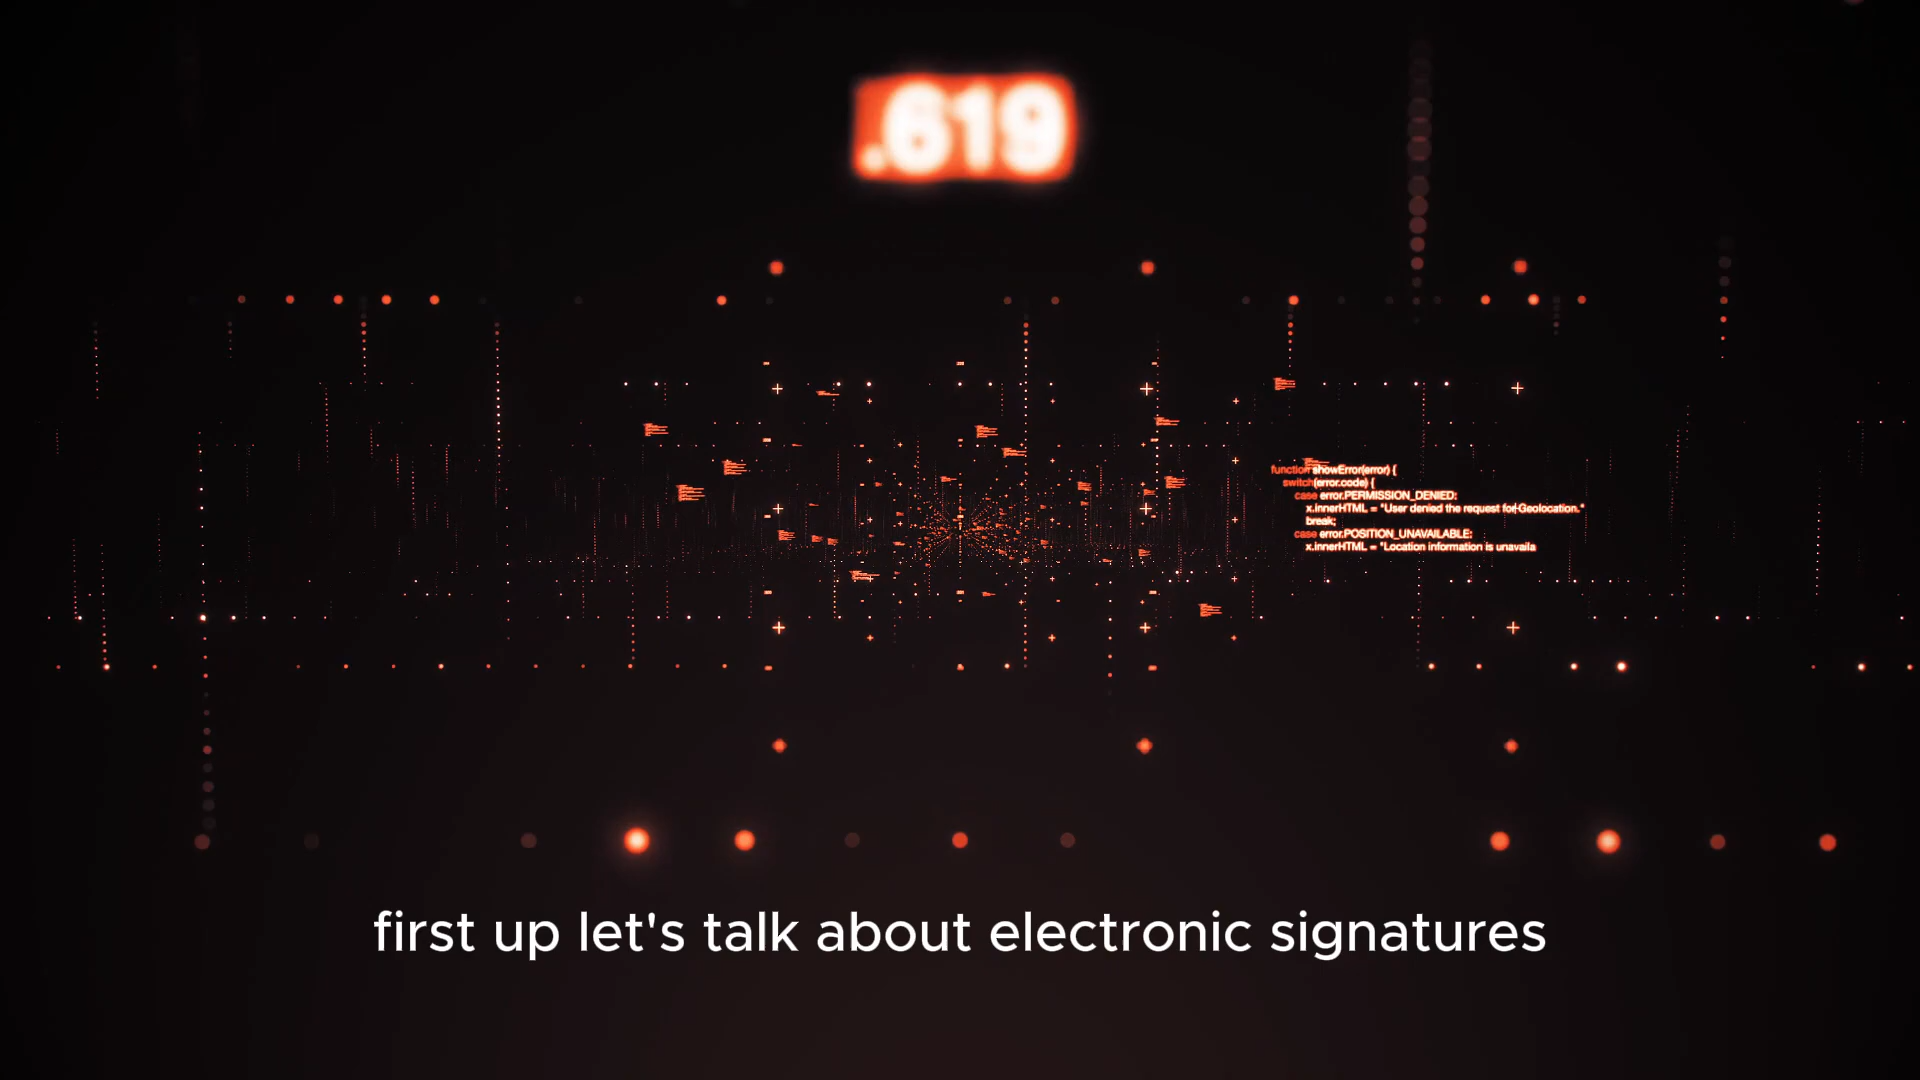 .619
function showError(error) {
switch(error.code) {
case error.PERMISSION_DENIED:
x.innerHTML = "User denied the request for Geolocation."
break;
case error.POSITION_UNAVAILABLE:
x.innerHTML = "Location information is unavaila
first up let's talk about electronic signatures